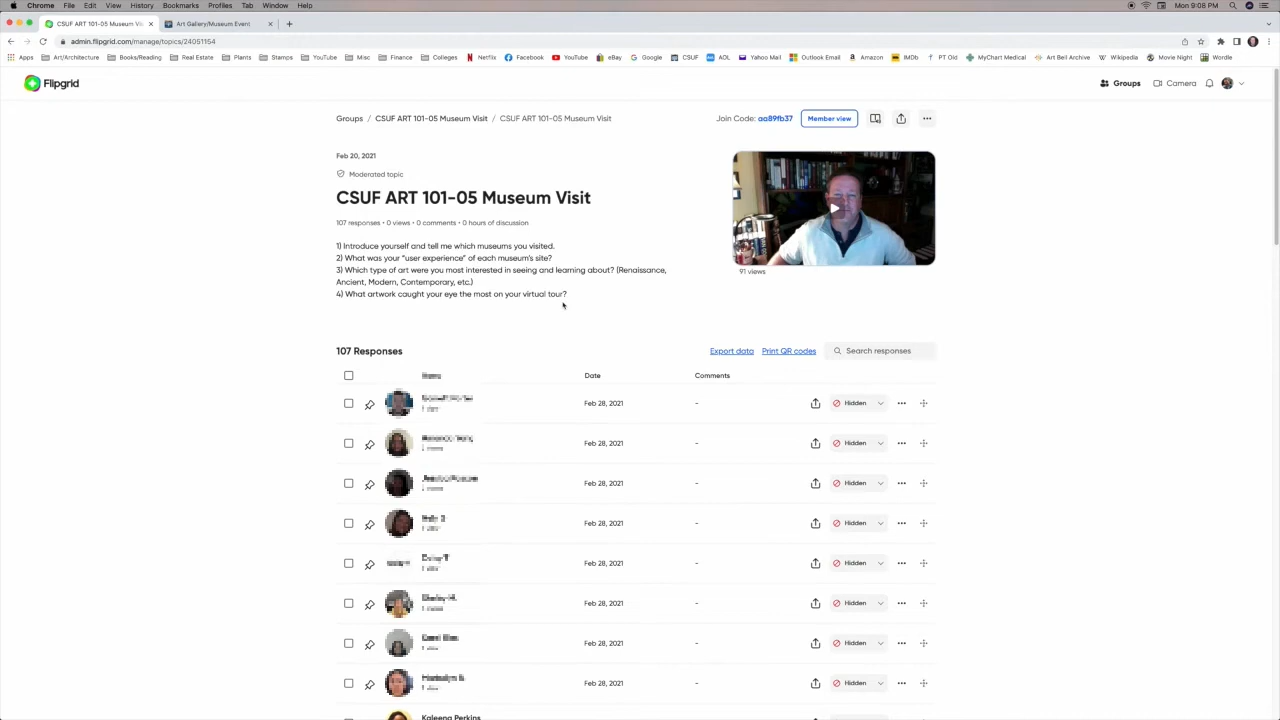 Chrome File Edit View History Bookmarks Profiles Tab Window Help
Mon 9:08 PM
CSUF ART 101-05 Museum Vis
Art Gallery/Museum Event
admin.flipgrid.com/manage/topics/24051154
Apps Art/Architecture Books/Reading Real Estate Plants Stamps YouTube Misc Finance Colleges Netflix Facebook YouTube eBay Google CSUF AOL Yahoo Mail Outlook Email Amazon IMDb PT Old MyChart Medical Art Bell Archive Wikipedia Movie Night Wordle
Flipgrid
Groups Camera
Groups / CSUF ART 101-05 Museum Visit / CSUF ART 101-05 Museum Visit
Join Code: aa89fb37 Member view
Feb 20, 2021
Moderated topic
CSUF ART 101-05 Museum Visit
107 responses • 0 views • 0 comments • 0 hours of discussion
1) Introduce yourself and tell me which museums you visited.
2) What was your "user experience" of each museum's site?
3) Which type of art were you most interested in seeing and learning about? (Renaissance,
Ancient, Modern, Contemporary, etc.)
4) What artwork caught your eye the most on your virtual tour?
91 views
107 Responses
Export data Print QR codes Search responses
Date Comments
Feb 28, 2021 - Hidden
Feb 28, 2021 - Hidden
Feb 28, 2021 - Hidden
Feb 28, 2021 - Hidden
Feb 28, 2021 - Hidden
Feb 28, 2021 - Hidden
Feb 28, 2021 - Hidden
Feb 28, 2021 - Hidden
Kaleena Perkins